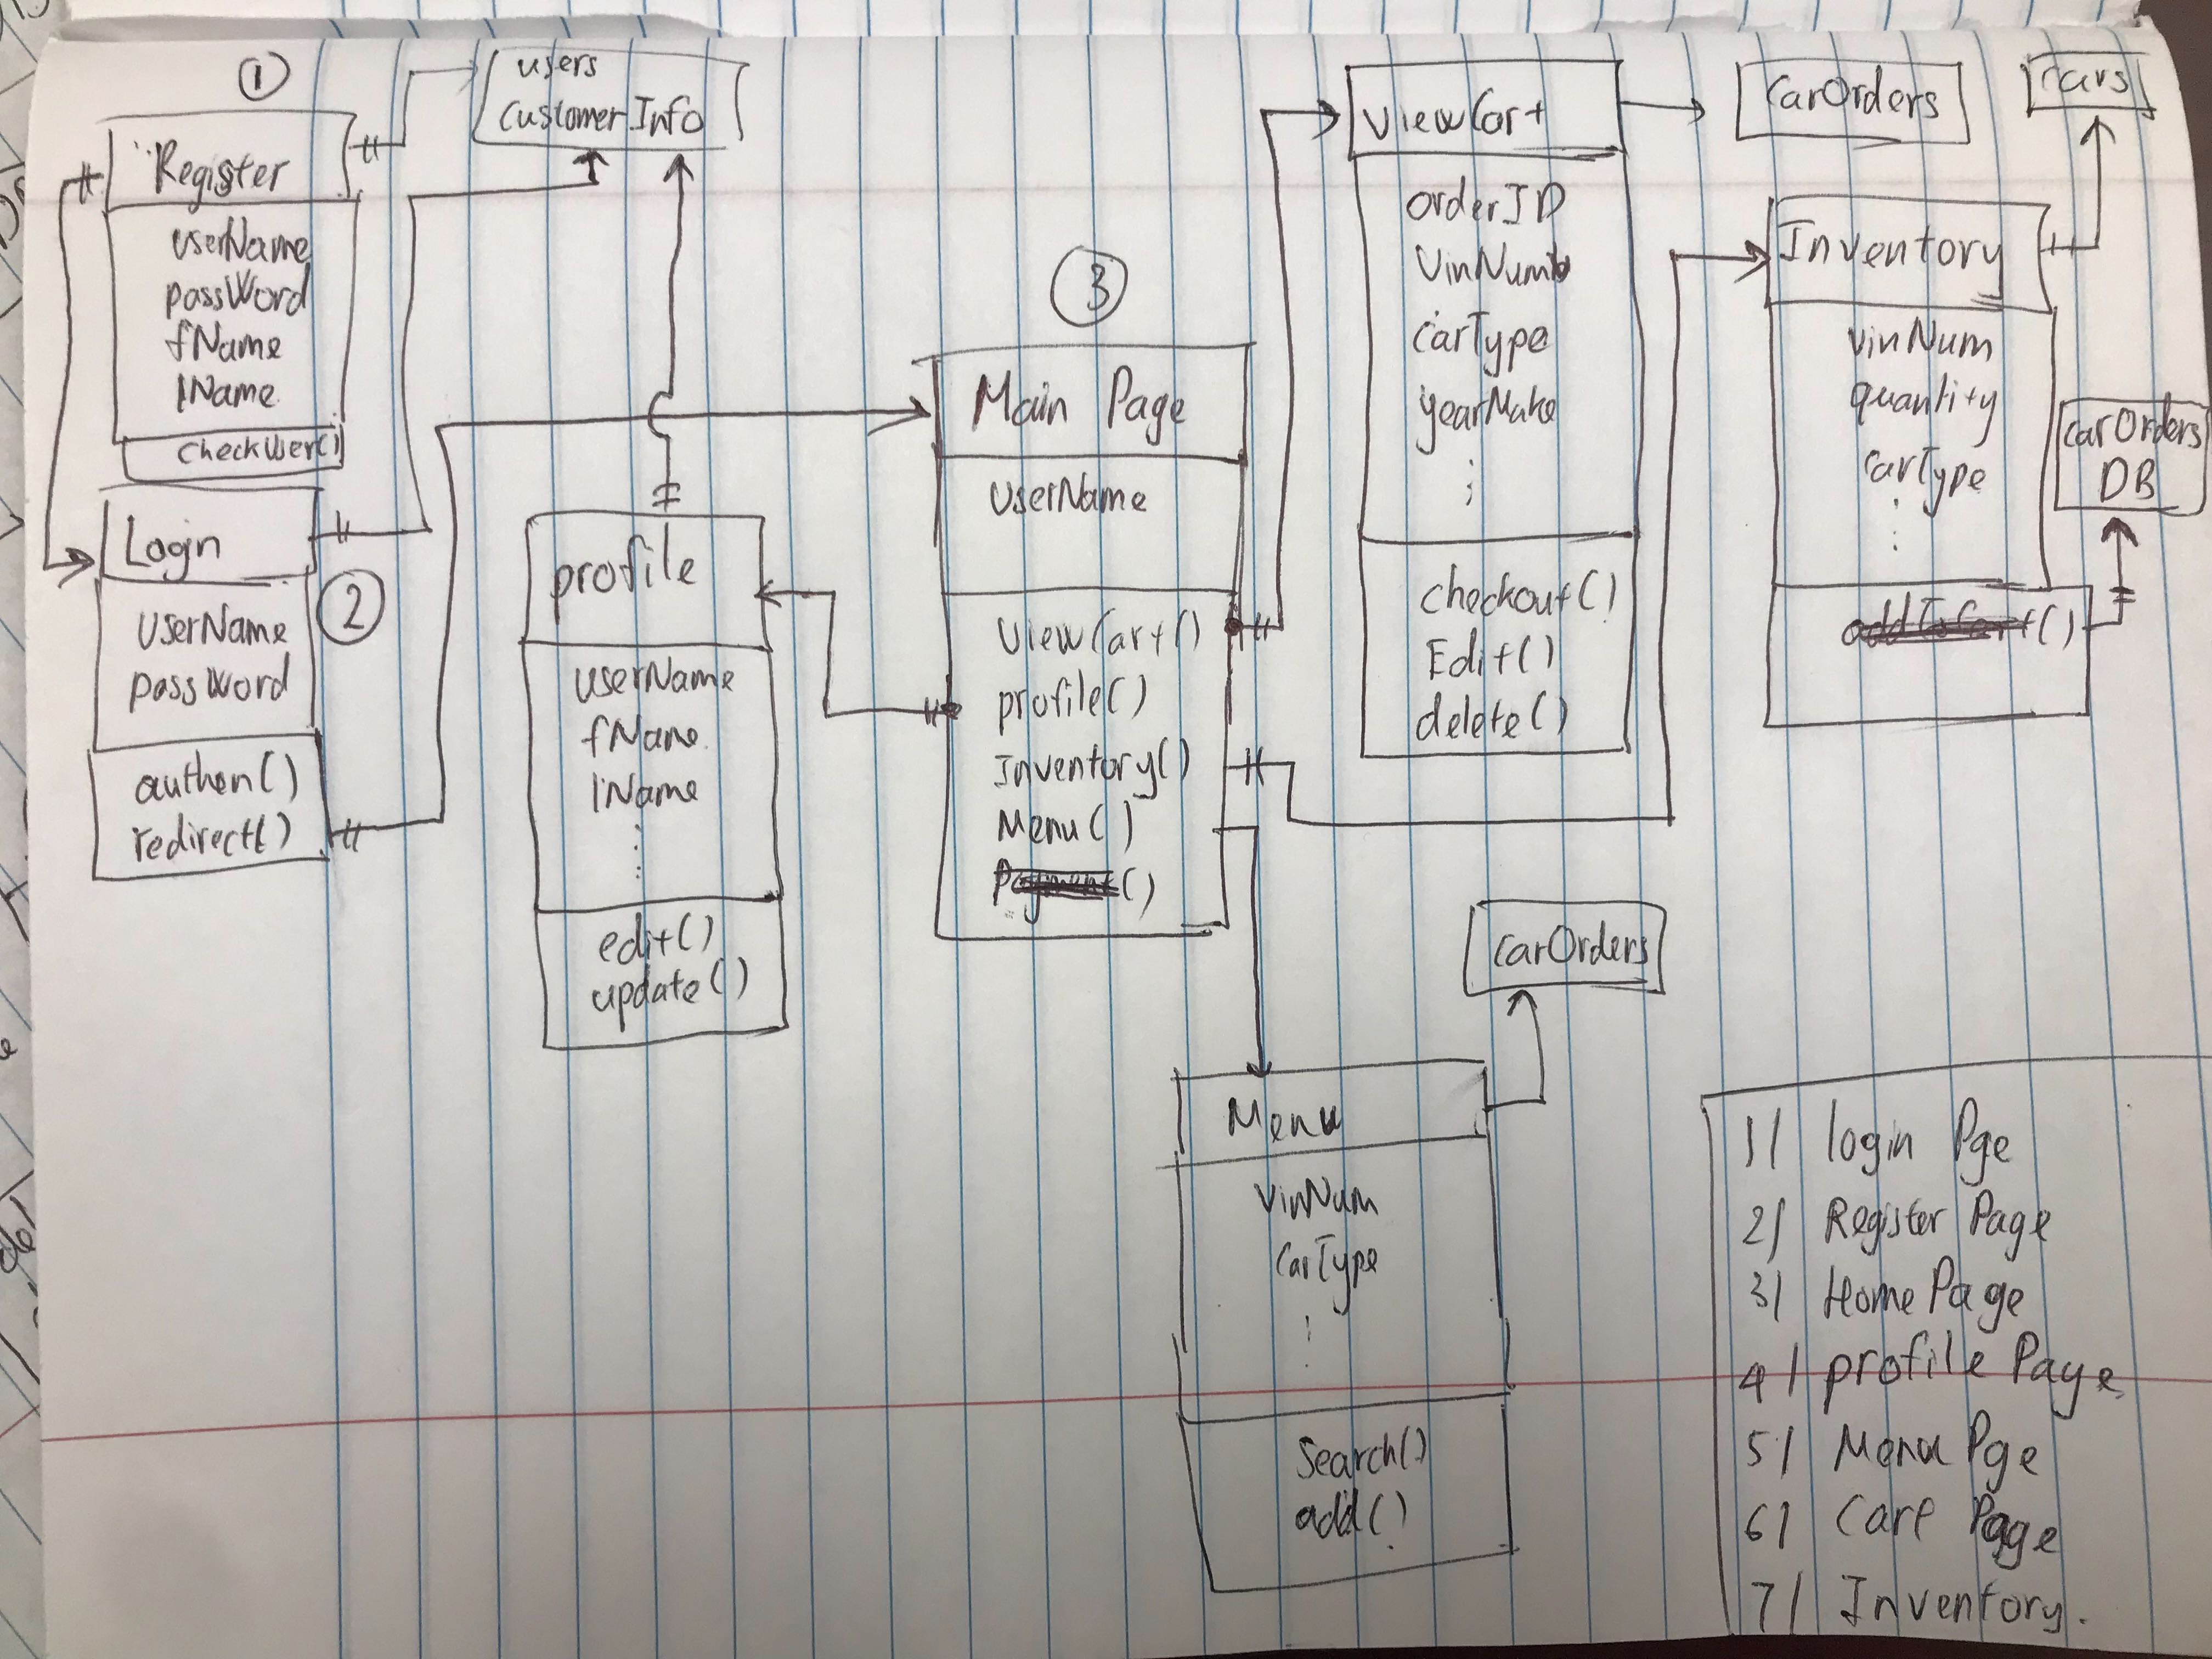 1
users
customerInfo
Register
userName
passWord
fName
lName
checkUser()
Login
2
UserName
passWord
authen()
redirect()
profile
userName
fName
lName
edit()
update()
3
Main Page
UserName
ViewCart()
profile()
Inventory()
Menu()
Payment()
ViewCart
orderID
VinNumb
carType
yearMake
checkout()
Edit()
delete()
CarOrders
cars
Inventory
vinNum
quantity
carType
addToCart()
carOrders
DB
carOrders
Menu
VinNum
CarType
Search()
add()
1/ login Pge
2/ Register Page
3/ Home Page
4/ profile Page
5/ Menu Pge
6/ Page
7/ Inventory.